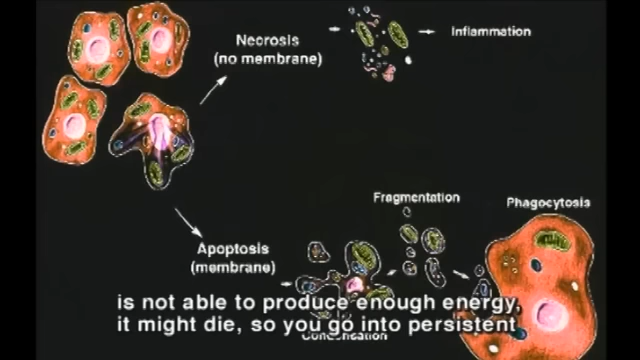 Necrosis
(no membrane)
Inflammation
Fragmentation
Phagocytosis
Apoptosis
(membrane)
is not able to produce enough energy,
it might die, so you go into persistent
Condensation